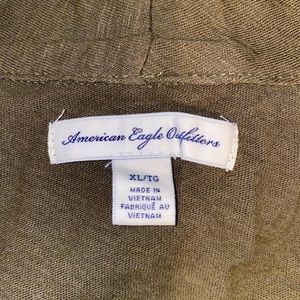 American Eagle Outfitters
XL/TG
MADE IN
VIETNAM
FABRIQUÉ AU
VIETNAM